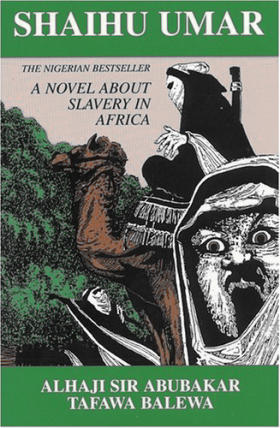 SHAIHU UMAR
THE NIGERIAN BESTSELLER
A NOVEL ABOUT
SLAVERY IN
AFRICA
ALHAJI SIR ABUBAKAR
TAFAWA BALEWA